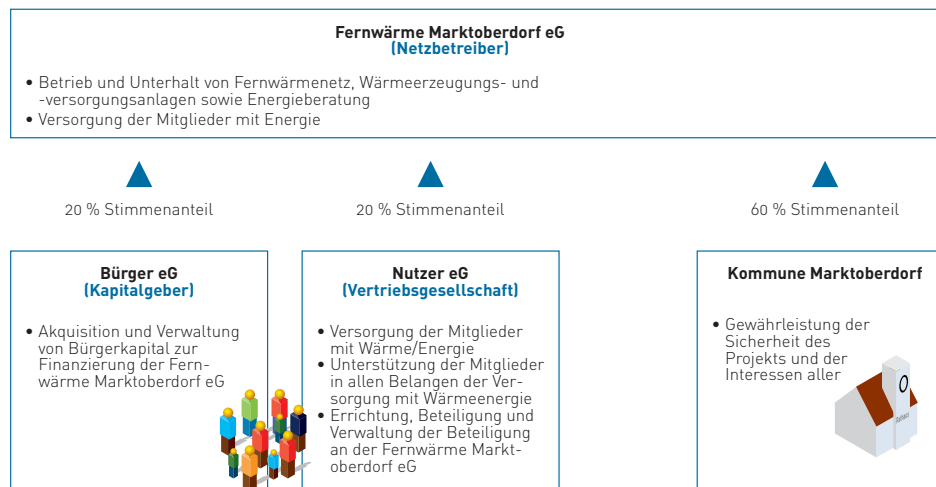 Fernwärme Marktoberdorf eG
(Netzbetreiber)
• Betrieb und Unterhalt von Fernwärmenetz, Wärmeerzeugungs- und
-versorgungsanlagen sowie Energieberatung
• Versorgung der Mitglieder mit Energie
20 % Stimmenanteil
20 % Stimmenanteil
60 % Stimmenanteil
Bürger eG
(Kapitalgeber)
• Akquisition und Verwaltung
von Bürgerkapital zur
Finanzierung der Fern-
wärme Marktoberdorf eG
Nutzer eG
(Vertriebsgesellschaft)
• Versorgung der Mitglieder
mit Wärme/Energie
• Unterstützung der Mitglieder
in allen Belangen der Ver-
sorgung mit Wärmeenergie
• Errichtung, Beteiligung und
Verwaltung der Beteiligung
an der Fernwärme Markt-
oberdorf eG
Kommune Marktoberdorf
• Gewährleistung der
Sicherheit des
Projekts und der
Interessen aller
Rathaus